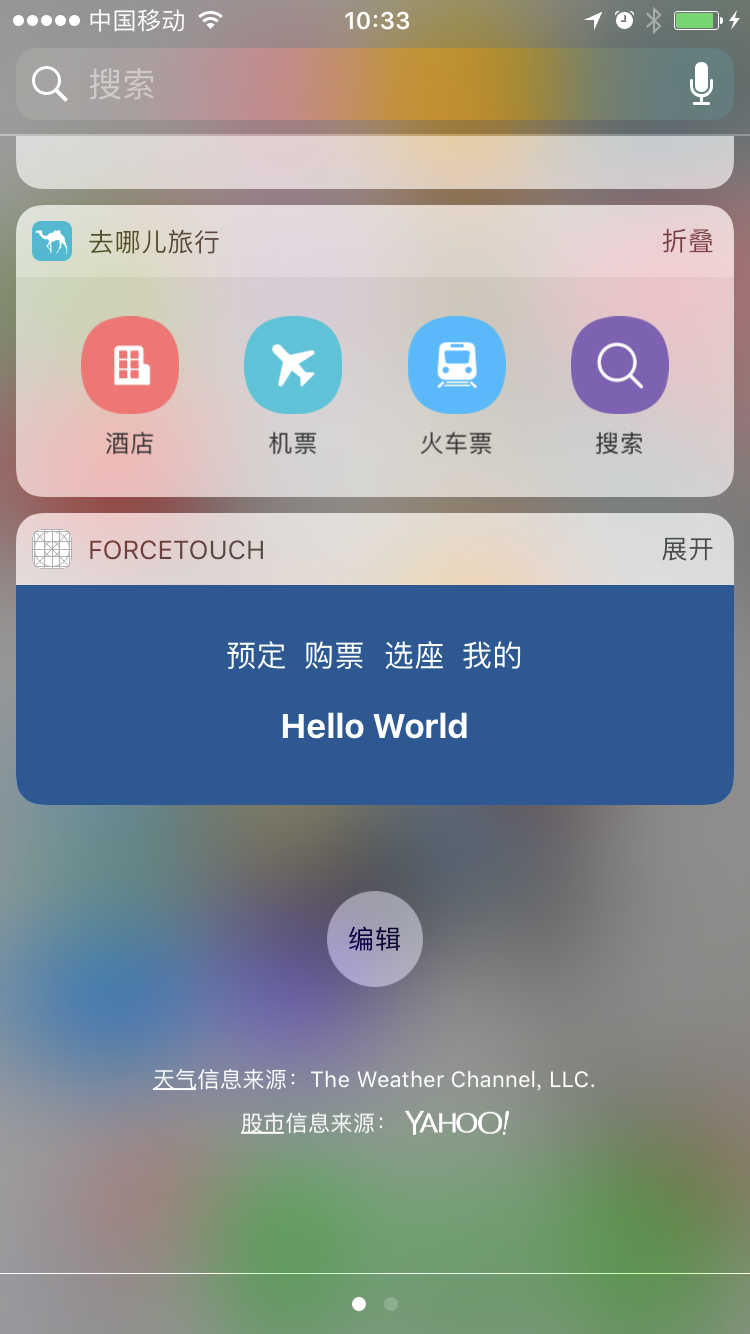 中国移动 10:33
搜索
去哪儿旅行 折叠
酒店 机票 火车票 搜索
FORCETOUCH 展开
预定 购票 选座 我的
Hello World
编辑
天气信息来源：The Weather Channel, LLC.
股市信息来源： YAHOO!